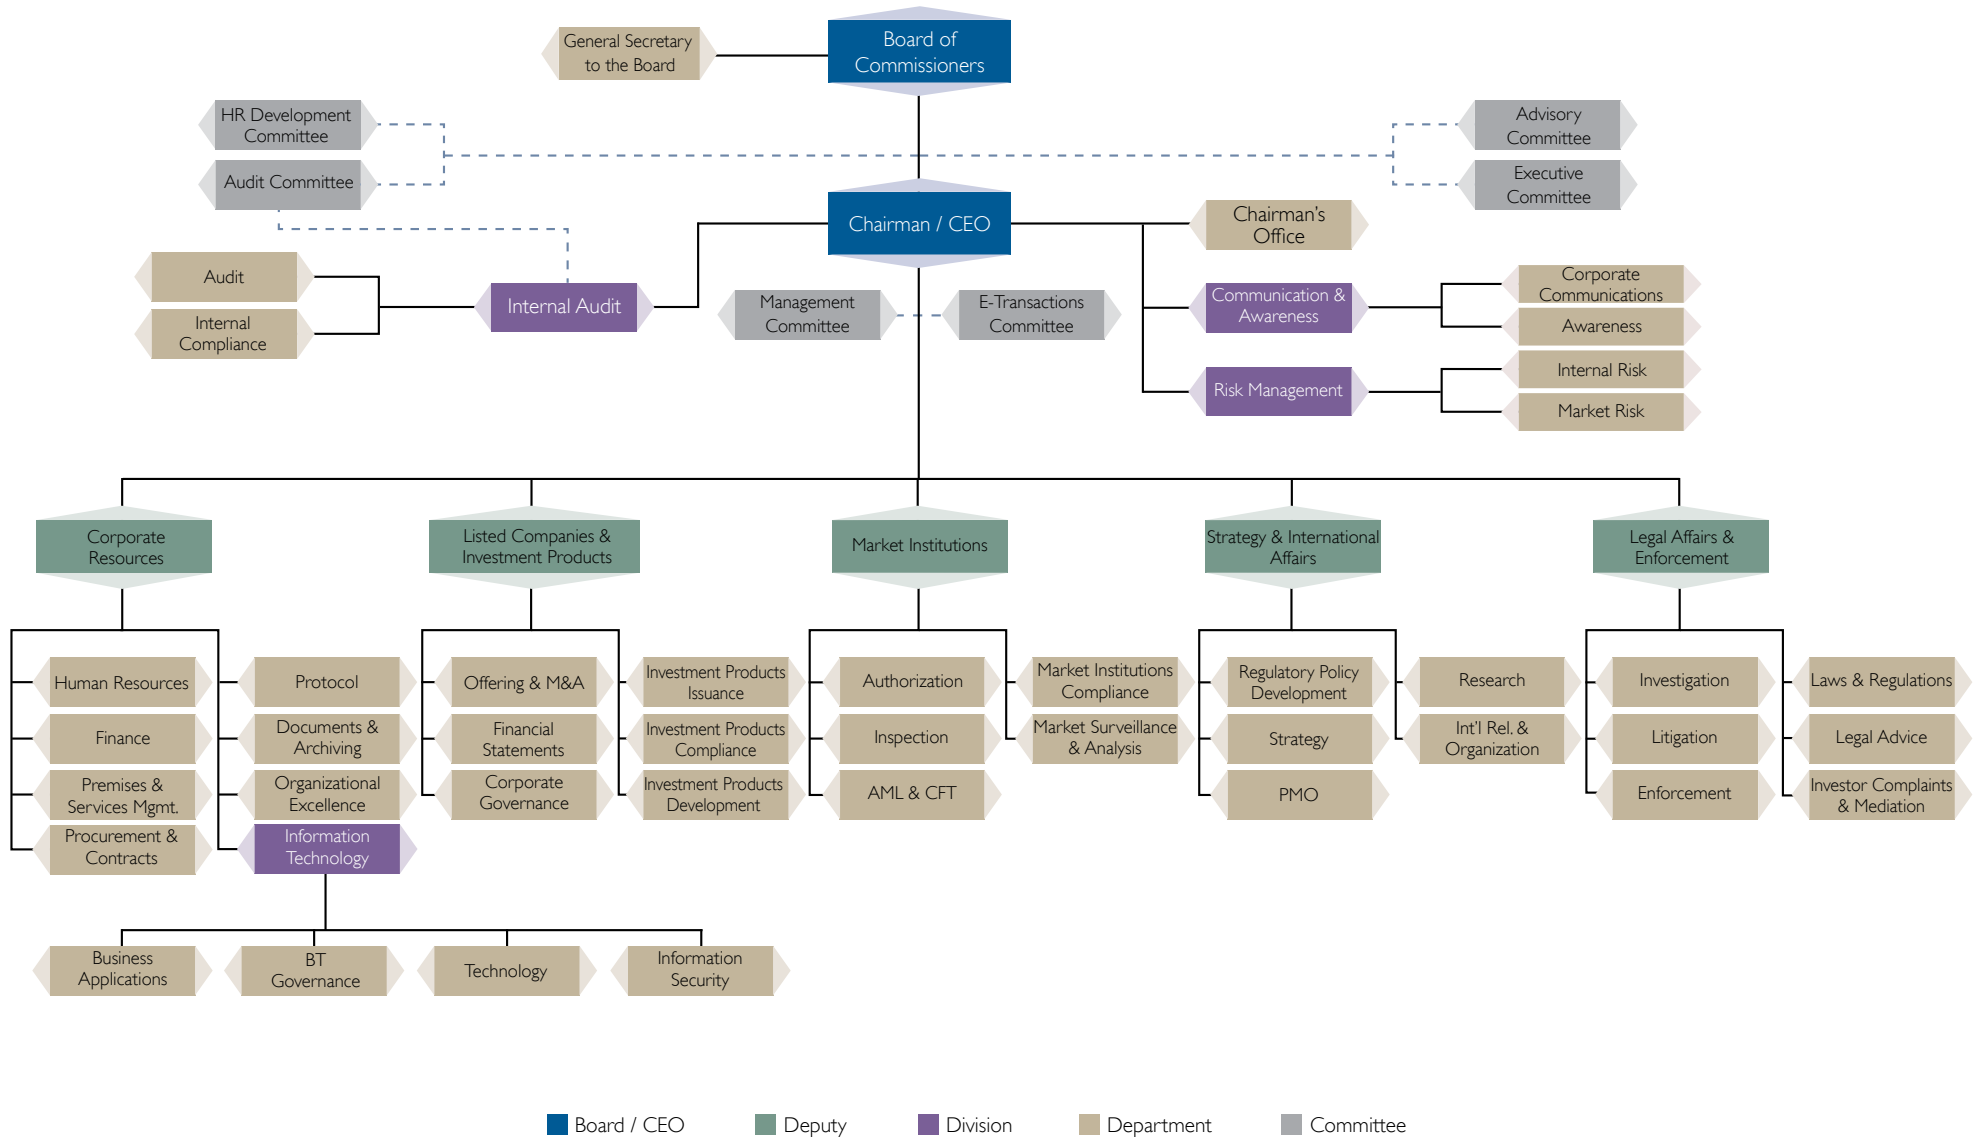 Board of
Commissioners
General Secretary
to the Board
HR Development
Committee
Audit Committee
Advisory
Committee
Executive
Committee
Chairman / CEO
Chairman's
Office
Audit
Internal
Compliance
Internal Audit
Management
Committee
E-Transactions
Committee
Communication &
Awareness
Corporate
Communications
Awareness
Risk Management
Internal Risk
Market Risk
Corporate
Resources
Listed Companies &
Investment Products
Market Institutions
Strategy & International
Affairs
Legal Affairs &
Enforcement
Human Resources
Finance
Premises &
Services Mgmt.
Procurement &
Contracts
Protocol
Documents &
Archiving
Organizational
Excellence
Information
Technology
Offering & M&A
Financial
Statements
Corporate
Governance
Investment Products
Issuance
Investment Products
Compliance
Investment Products
Development
Authorization
Inspection
AML & CFT
Market Institutions
Compliance
Market Surveillance
& Analysis
Regulatory Policy
Development
Strategy
PMO
Research
Int'l Rel. &
Organization
Investigation
Litigation
Enforcement
Laws & Regulations
Legal Advice
Investor Complaints
& Mediation
Business
Applications
BT
Governance
Technology
Information
Security
Board / CEO
Deputy
Division
Department
Committee